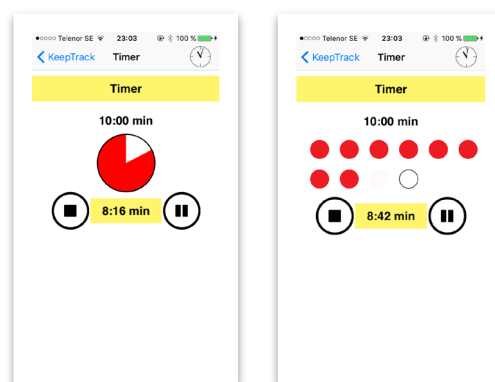 ●○○○○ Telenor SE 23:03 100 %
KeepTrack Timer
Timer
10:00 min
8:16 min
●○○○○ Telenor SE 23:03 100 %
KeepTrack Timer
Timer
10:00 min
8:42 min